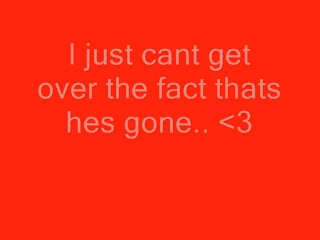 I just cant get
over the fact thats
hes gone.. <3